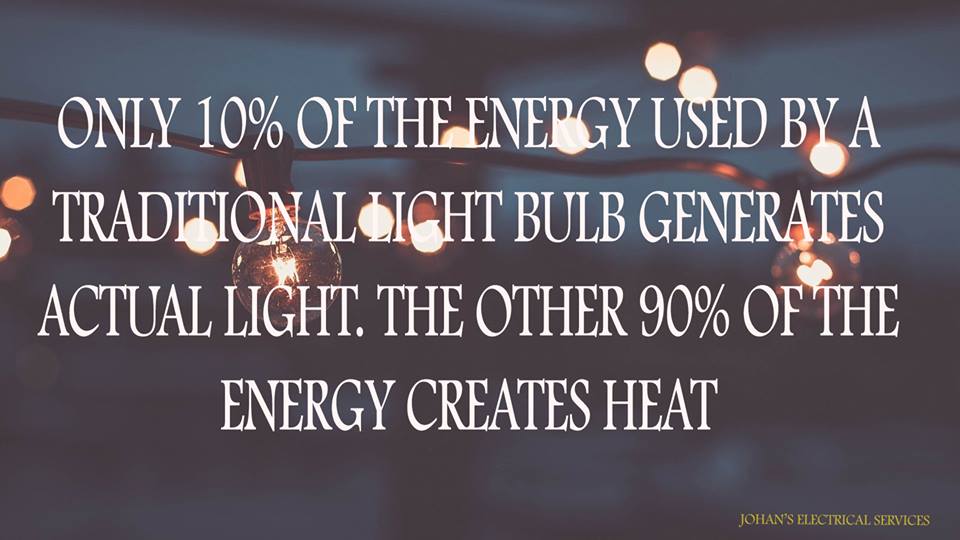 ONLY 10% OF THE ENERGY USED BY A
TRADITIONAL LIGHT BULB GENERATES
ACTUAL LIGHT. THE OTHER 90% OF THE
ENERGY CREATES HEAT
JOHAN'S ELECTRICAL SERVICES